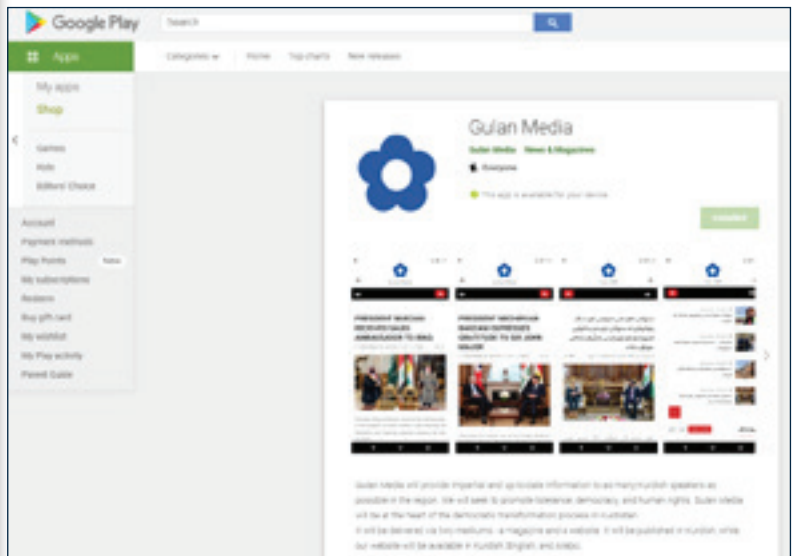 Google Play
Search
Apps
Categories
Home
Top charts
New releases
My apps
Shop
Games
Kids
Editors' Choice
Account
Payment methods
Play Points
New
My subscriptions
Redeem
Buy gift card
My wishlist
My Play activity
Parent Guide
Gulan Media
Gulan Media News & Magazines
Everyone
This app is available for your device
Installed
PRESIDENT BARZANI
RECEIVES
AMBASSADOR TO IRAQ
PRESIDENT NECHIRVAN
BARZANI EXPRESSES
GRATITUDE TO SIR JOHN
MAJOR
Gulan Media will provide impartial and up-to-date information to as many Kurdish speakers as
possible in the region. We will seek to promote tolerance, democracy, and human rights. Gulan Media
will be at the heart of the democratic transformation process in Kurdistan.
It will be delivered via two mediums - a magazine and a website. It will be published in Kurdish, while
our website will be available in Kurdish, English, and Arabic.